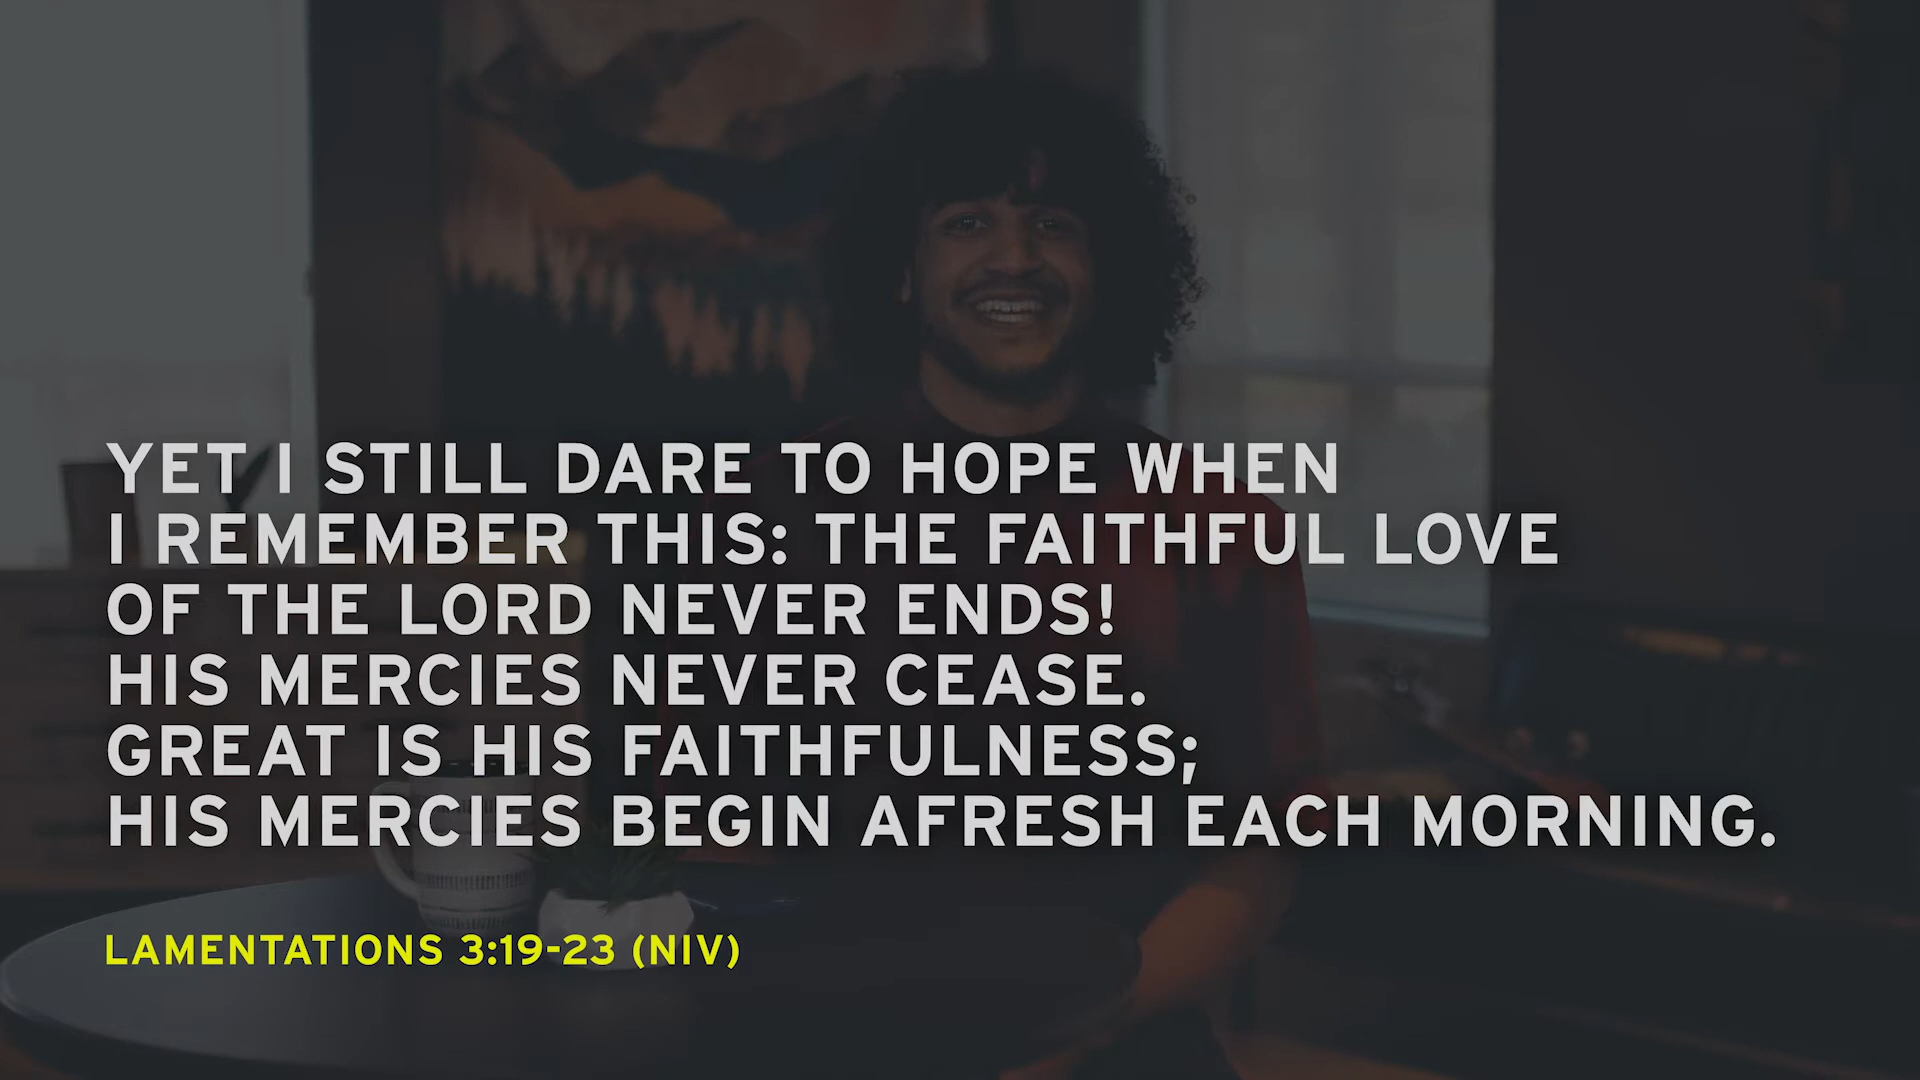 YET I STILL DARE TO HOPE WHEN
I REMEMBER THIS: THE FAITHFUL LOVE
OF THE LORD NEVER ENDS!
HIS MERCIES NEVER CEASE.
GREAT IS HIS FAITHFULNESS;
HIS MERCIES BEGIN AFRESH EACH MORNING.
LAMENTATIONS 3:19-23 (NIV)